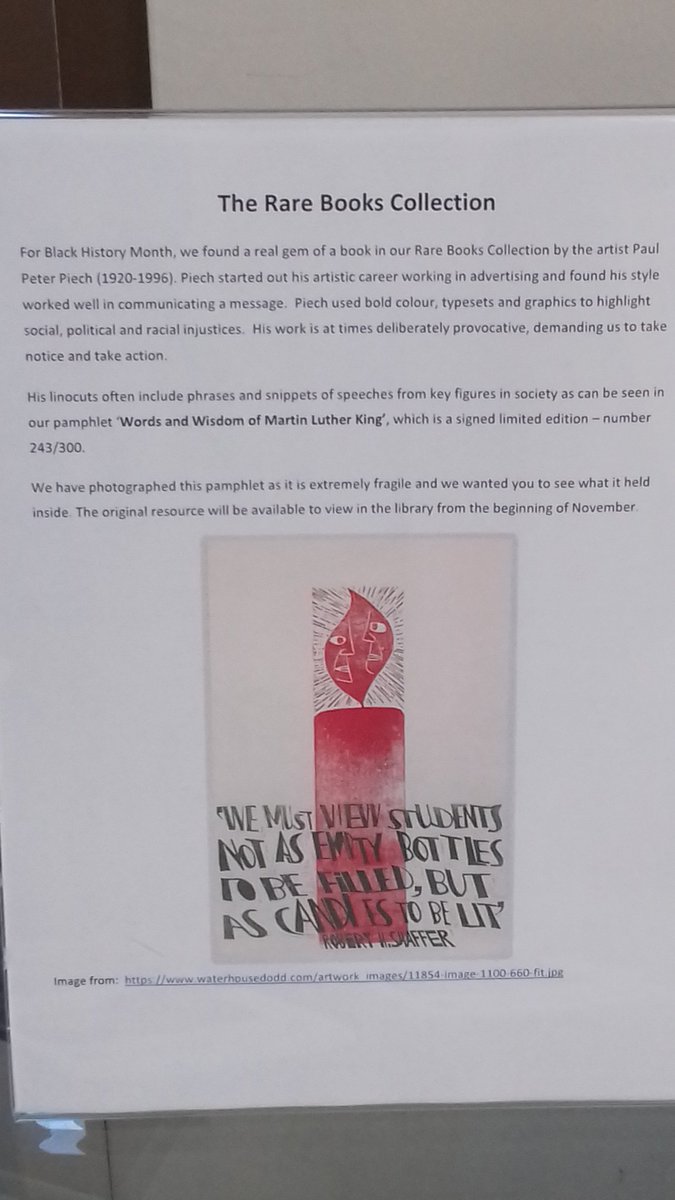 The Rare Books Collection
For Black History Month, we found a real gem of a book in our Rare Books Collection by the artist Paul
Peter Piech (1920-1996). Piech started out his artistic career working in advertising and found his style
worked well in communicating a message. Piech used bold colour, typesets and graphics to highlight
social, political and racial injustices. His work is at times deliberately provocative, demanding us to take
notice and take action.
His linocuts often include phrases and snippets of speeches from key figures in society as can be seen in
our pamphlet 'Words and Wisdom of Martin Luther King', which is a signed limited edition – number
243/300.
We have photographed this pamphlet as it is extremely fragile and we wanted you to see what it held
inside. The original resource will be available to view in the library from the beginning of November.
'WE MUST VIEW STUDENTS
NOT AS EMPTY BOTTLES
TO BE FILLED, BUT
AS CANDLES TO BE LIT'
ROBERT H. SHAFFER
Image from: https://www.waterhousedodd.com/artwork_images/11854-image-1100-660-fit.jpg